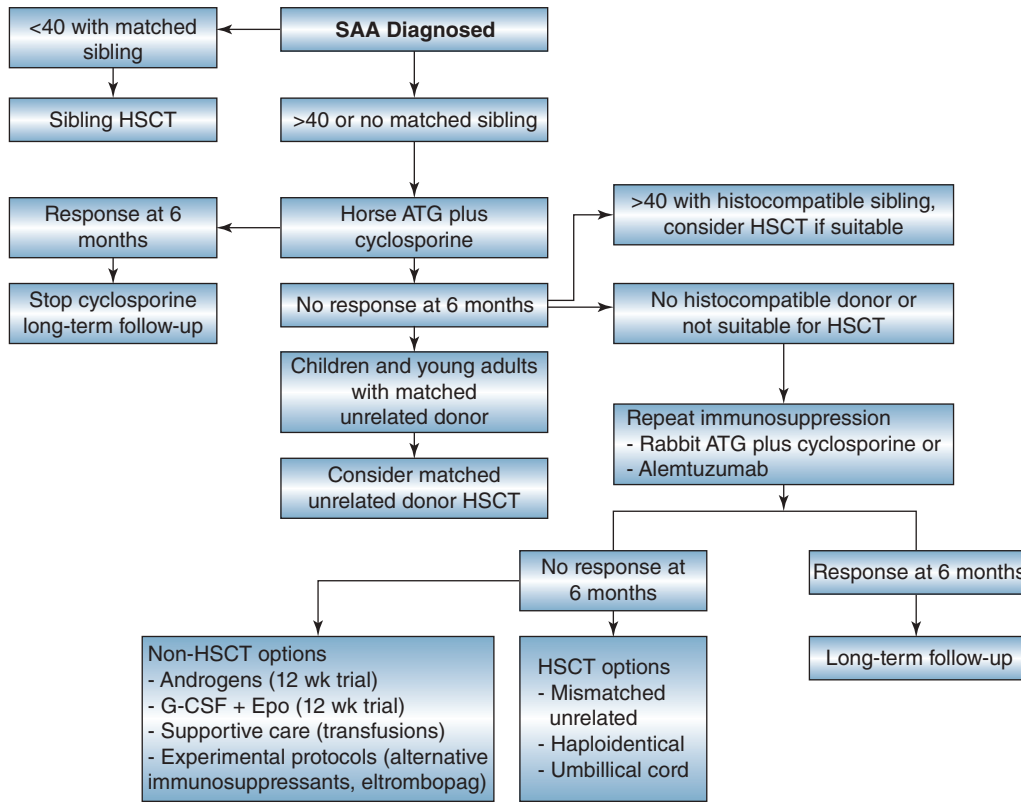 <40 with matched
sibling
SAA Diagnosed
Sibling HSCT
>40 or no matched sibling
Response at 6
months
Horse ATG plus
cyclosporine
>40 with histocompatible sibling,
consider HSCT if suitable
Stop cyclosporine
long-term follow-up
No response at 6 months
No histocompatible donor or
not suitable for HSCT
Children and young adults
with matched
unrelated donor
Consider matched
unrelated donor HSCT
Repeat immunosuppression
- Rabbit ATG plus cyclosporine or
- Alemtuzumab
No response at
6 months
Response at 6 months
Non-HSCT options
- Androgens (12 wk trial)
- G-CSF + Epo (12 wk trial)
- Supportive care (transfusions)
- Experimental protocols (alternative
immunosuppressants, eltrombopag)
HSCT options
- Mismatched
unrelated
- Haploidentical
- Umbillical cord
Long-term follow-up